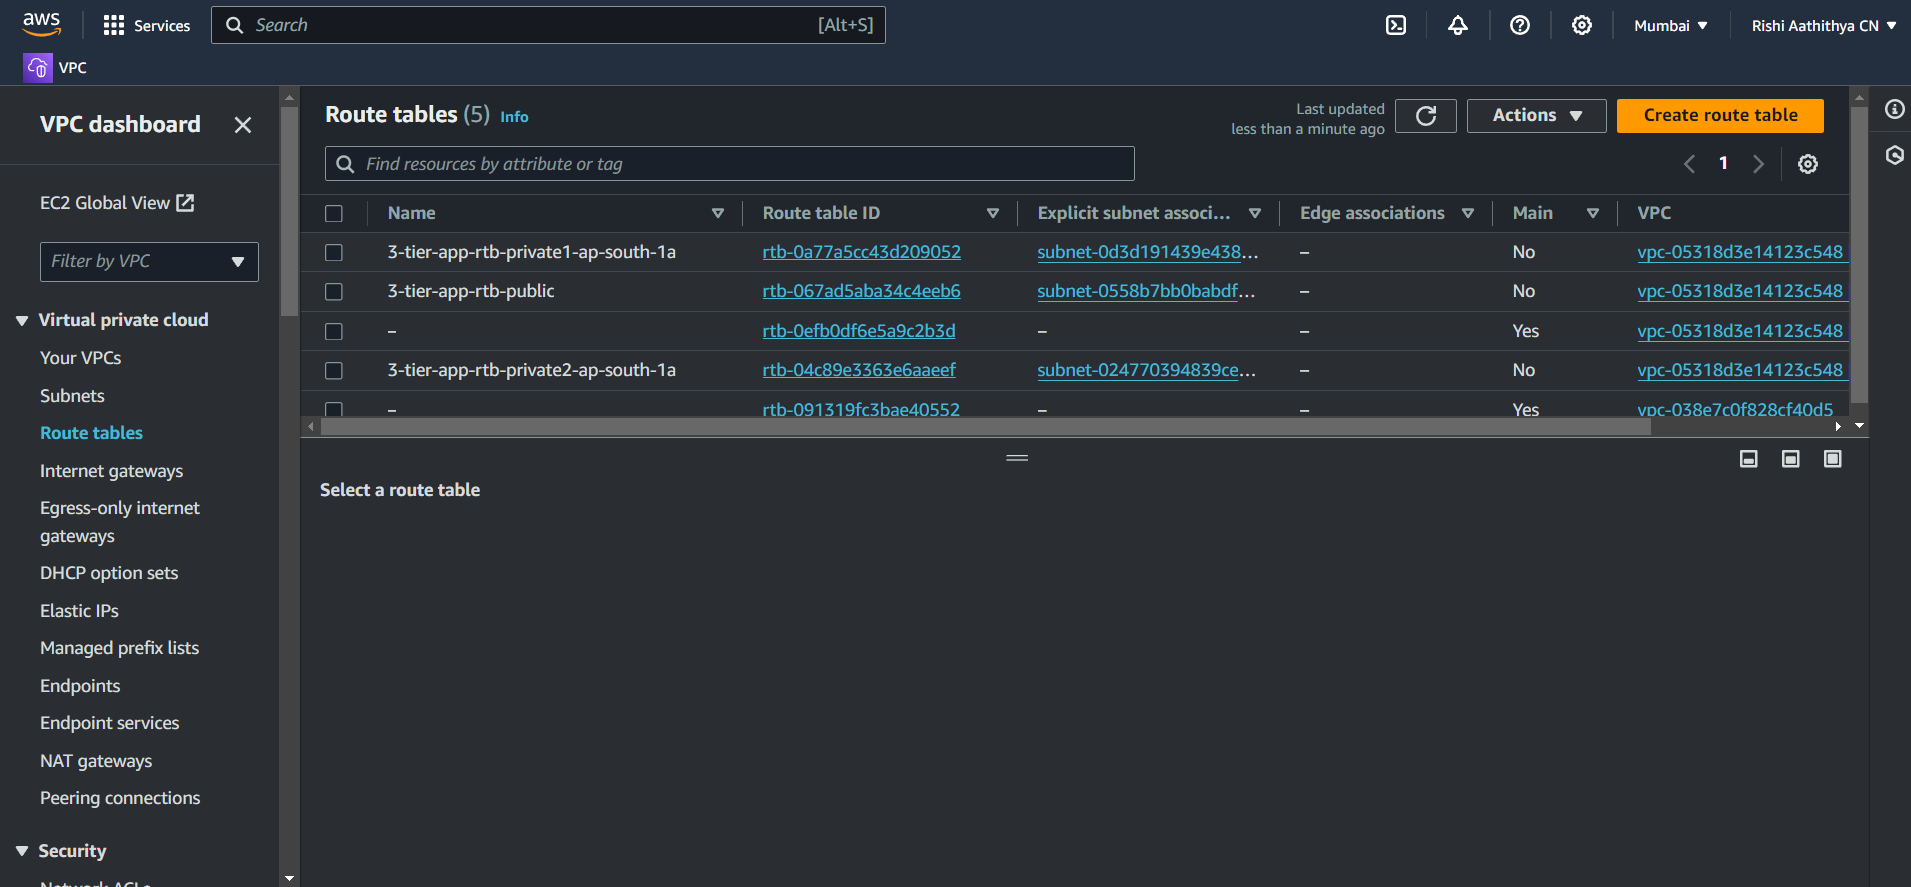 aws
Services
Search
[Alt+S]
Mumbai
Rishi Aathithya CN
VPC
VPC dashboard
EC2 Global View
Filter by VPC
Virtual private cloud
Your VPCs
Subnets
Route tables
Internet gateways
Egress-only internet
gateways
DHCP option sets
Elastic IPs
Managed prefix lists
Endpoints
Endpoint services
NAT gateways
Peering connections
Security
Network ACLs
Route tables (5) Info
Last updated
less than a minute ago
Actions
Create route table
Find resources by attribute or tag
1
Name Route table ID Explicit subnet associ... Edge associations Main VPC
3-tier-app-rtb-private1-ap-south-1a rtb-0a77a5cc43d209052 subnet-0d3d191439e438... – No vpc-05318d3e14123c548
3-tier-app-rtb-public rtb-067ad5aba34c4eeb6 subnet-0558b7bb0babdf... – No vpc-05318d3e14123c548
– rtb-0efb0df6e5a9c2b3d – – Yes vpc-05318d3e14123c548
3-tier-app-rtb-private2-ap-south-1a rtb-04c89e3363e6aaeef subnet-024770394839ce... – No vpc-05318d3e14123c548
– rtb-091319fc3bae40552 – – Yes vpc-038e7c0f828cf40d5
Select a route table